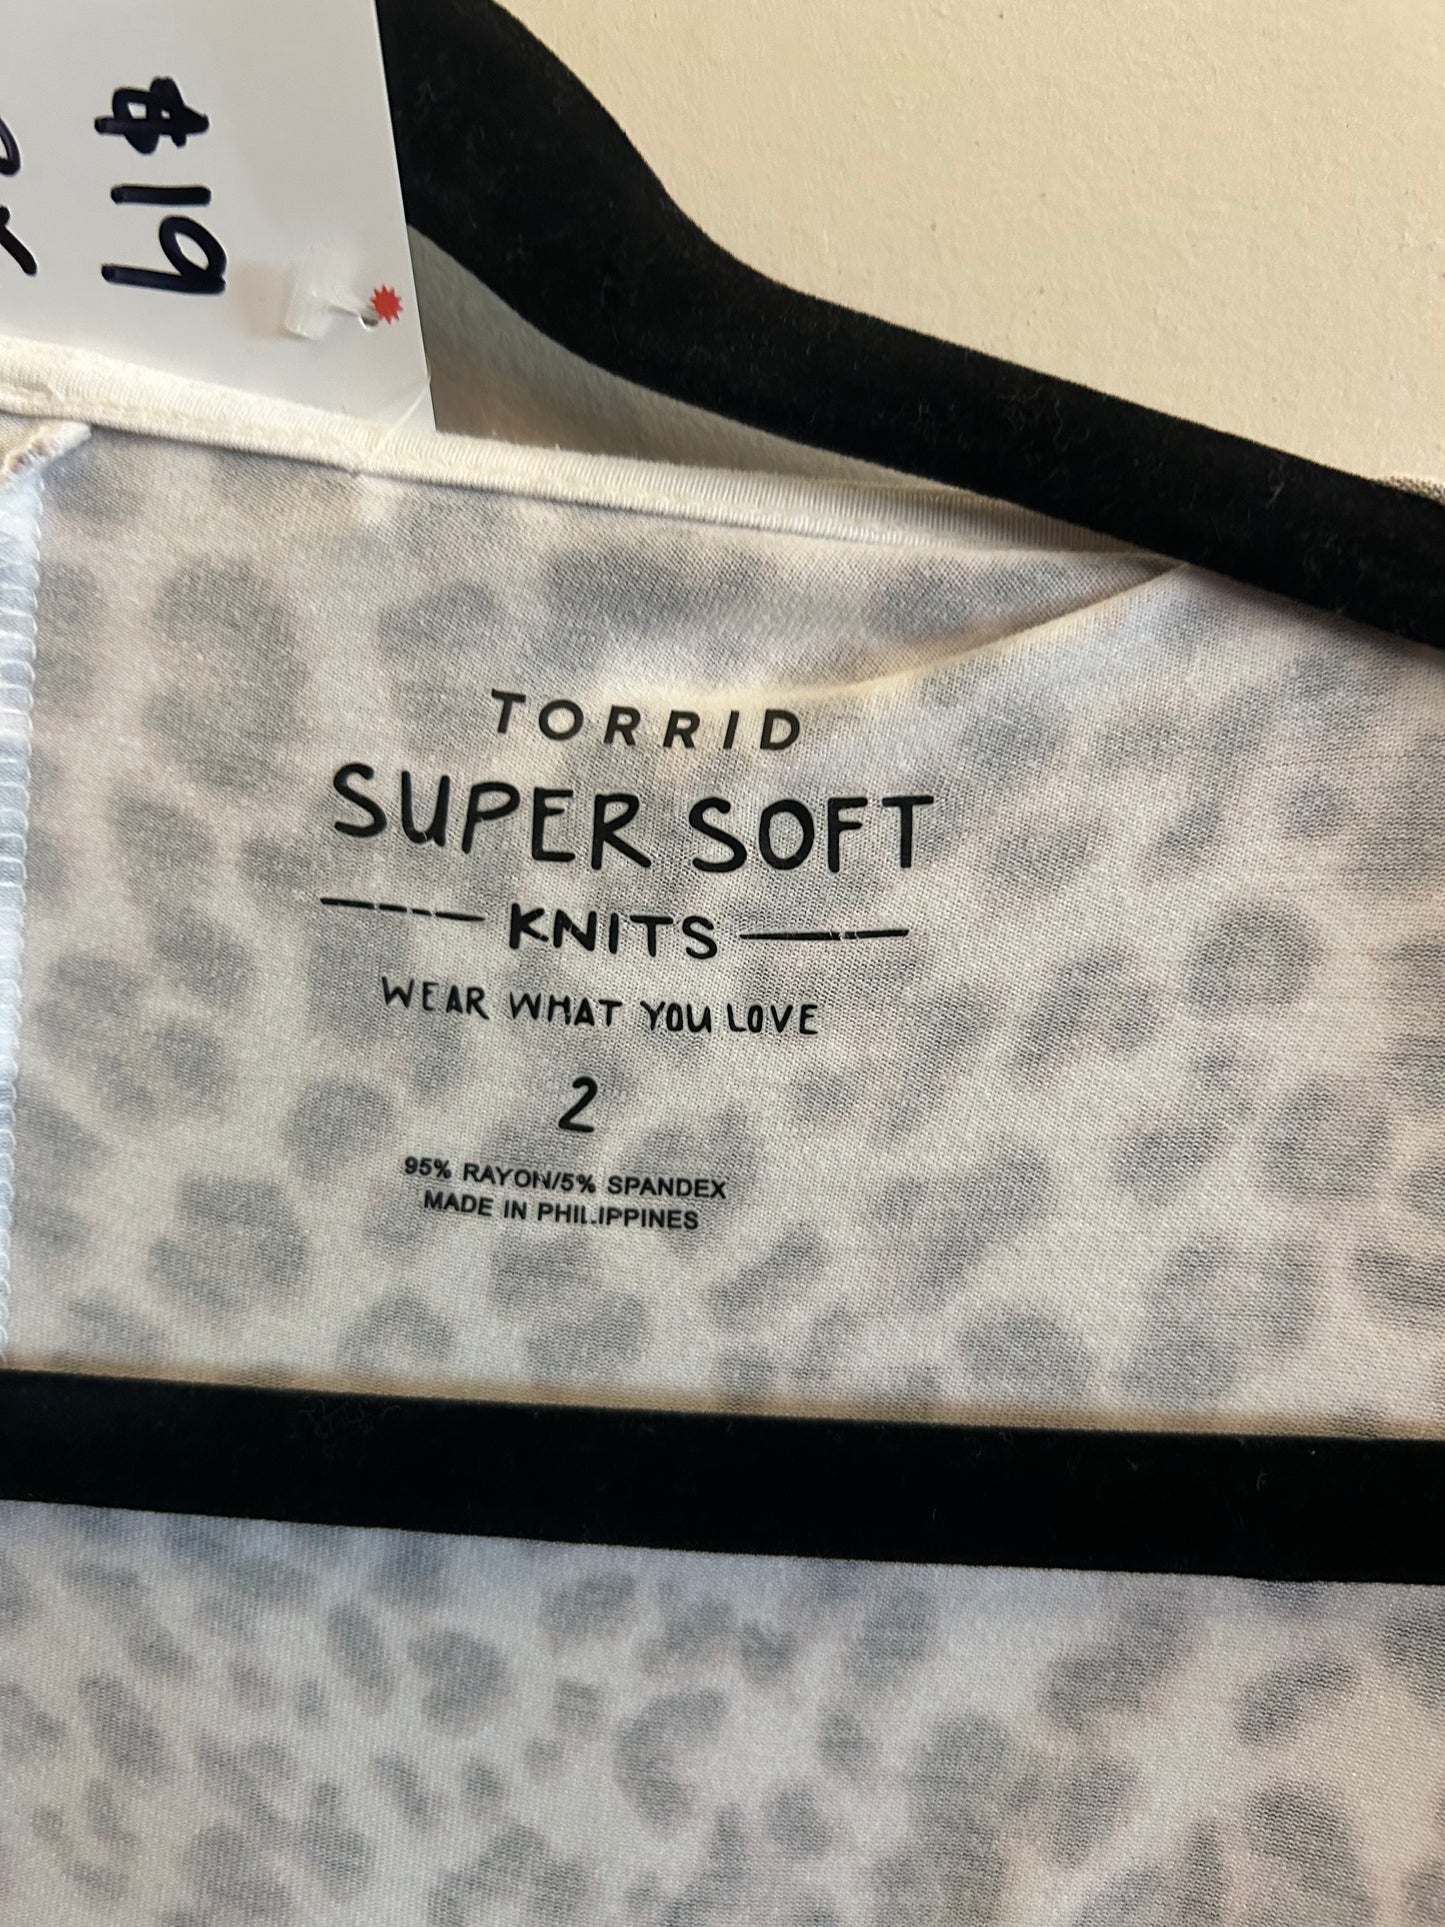 $19
TORRID
SUPER SOFT
KNITS
WEAR WHAT YOU LOVE
2
95% RAYON/5% SPANDEX
MADE IN PHILIPPINES